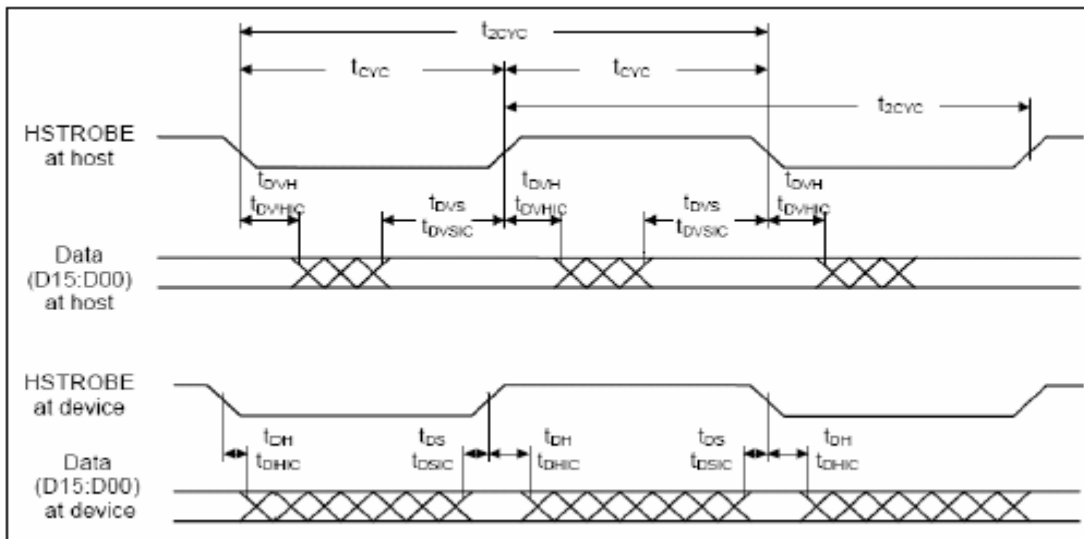 t2CYC
tCYC tCYC
t2CYC
HSTROBE
at host
tDVH tDVH tDVH
tDVHIC tDVS tDVHIC tDVS tDVHIC
tDVSIC tDVSIC
Data
(D15:D00)
at host
HSTROBE
at device
tDH tDS tDH tDS tDH
tDHIC tDSIC tDHIC tDSIC tDHIC
Data
(D15:D00)
at device